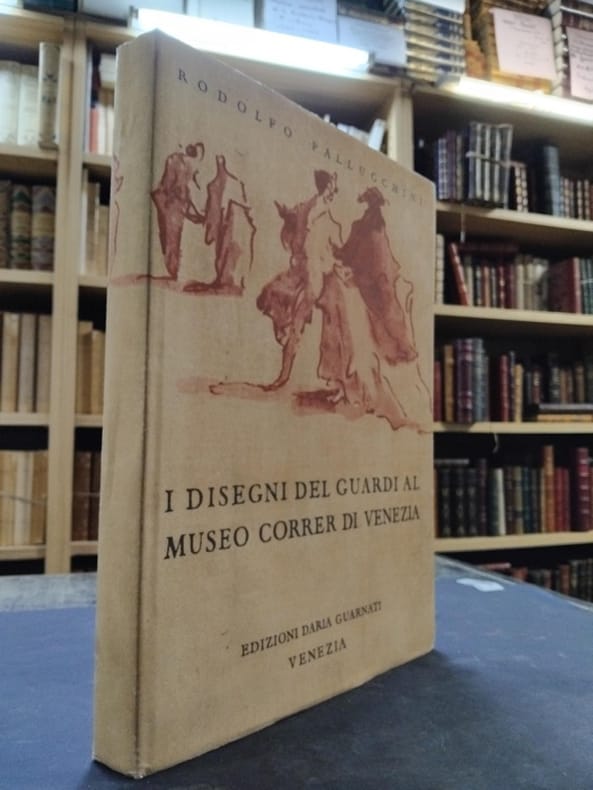 RODOLFO PALLUCCHINI
I DISEGNI DEL GUARDI AL
MUSEO CORRER DI VENEZIA
EDIZIONI DARIA GUARNATI
VENEZIA